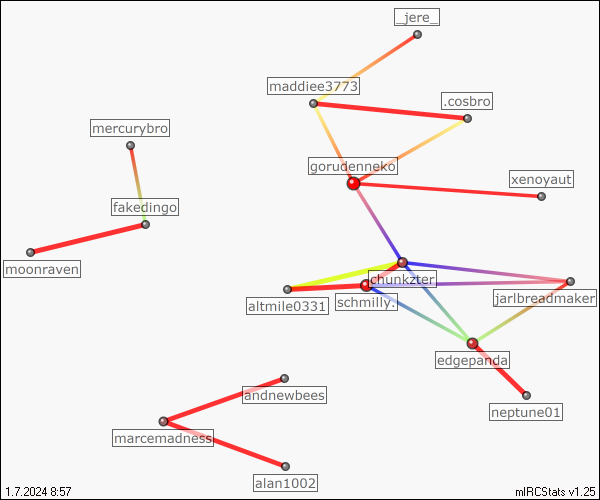 _jere_
maddiee3773
.cosbro
mercurybro
gorudenneko
xenoyaut
fakedingo
moonraven
chunkzter
altmile0331
schmilly.
jarlbreadmaker
edgepanda
andnewbees
neptune01
marcemadness
alan1002
1.7.2024 8:57
mIRCStats v1.25